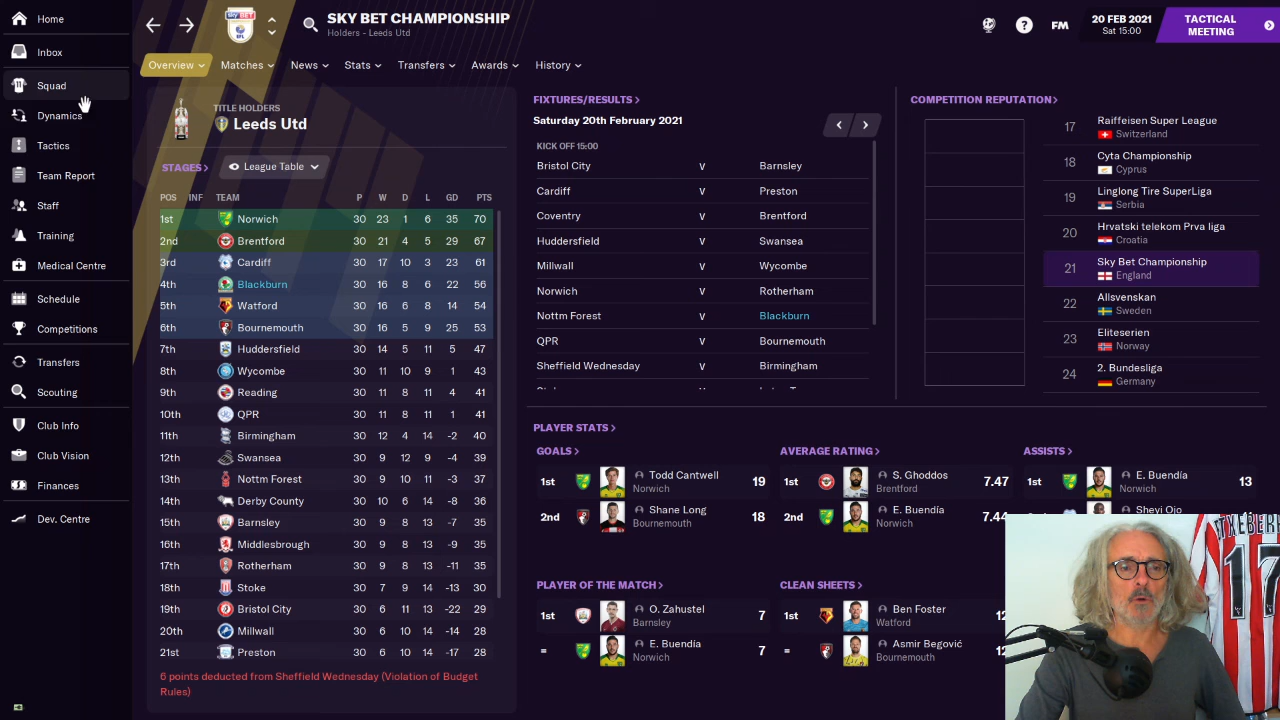 Home
SKY BET CHAMPIONSHIP
Holders - Leeds Utd
FM
20 FEB 2021
Sat 15:00
TACTICAL
MEETING
Inbox
Squad
Dynamics
Tactics
Team Report
Staff
Training
Medical Centre
Schedule
Competitions
Transfers
Scouting
Club Info
Club Vision
Finances
Dev. Centre
Overview Matches News Stats Transfers Awards History
TITLE HOLDERS
Leeds Utd
STAGES League Table
POS INF TEAM P W D L GD PTS
1st Norwich 30 23 1 6 35 70
2nd Brentford 30 21 4 5 29 67
3rd Cardiff 30 17 10 3 23 61
4th Blackburn 30 16 8 6 22 56
5th Watford 30 16 6 8 14 54
6th Bournemouth 30 16 5 9 25 53
7th Huddersfield 30 14 5 11 5 47
8th Wycombe 30 11 10 9 1 43
9th Reading 30 11 8 11 4 41
10th QPR 30 11 8 11 1 41
11th Birmingham 30 12 4 14 -2 40
12th Swansea 30 9 12 9 -4 39
13th Nottm Forest 30 9 10 11 -3 37
14th Derby County 30 10 6 14 -8 36
15th Barnsley 30 9 8 13 -7 35
16th Middlesbrough 30 9 8 13 -9 35
17th Rotherham 30 9 8 13 -11 35
18th Stoke 30 7 9 14 -13 30
19th Bristol City 30 6 11 13 -22 29
20th Millwall 30 6 10 14 -14 28
21st Preston 30 6 10 14 -17 28
6 points deducted from Sheffield Wednesday (Violation of Budget
Rules)
FIXTURES/RESULTS
Saturday 20th February 2021
KICK OFF 15:00
Bristol City v Barnsley
Cardiff v Preston
Coventry v Brentford
Huddersfield v Swansea
Millwall v Wycombe
Norwich v Rotherham
Nottm Forest v Blackburn
QPR v Bournemouth
Sheffield Wednesday v Birmingham
COMPETITION REPUTATION
17 Raiffeisen Super League
Switzerland
18 Cyta Championship
Cyprus
19 Linglong Tire SuperLiga
Serbia
20 Hrvatski telekom Prva liga
Croatia
21 Sky Bet Championship
England
22 Allsvenskan
Sweden
23 Eliteserien
Norway
24 2. Bundesliga
Germany
PLAYER STATS
GOALS
1st Todd Cantwell 19
Norwich
2nd Shane Long 18
Bournemouth
AVERAGE RATING
1st S. Ghoddos 7.47
Brentford
2nd E. Buendía 7.44
Norwich
ASSISTS
1st E. Buendía 13
Norwich
Sheyi Ojo
PLAYER OF THE MATCH
1st O. Zahustel 7
Barnsley
= E. Buendía 7
Norwich
CLEAN SHEETS
1st Ben Foster 12
Watford
= Asmir Begović 12
Bournemouth
17